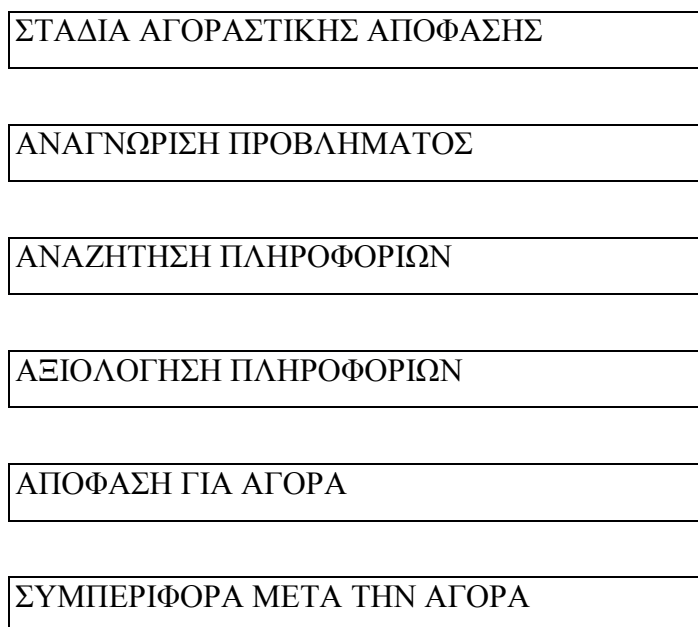 ΣΤΑΔΙΑ ΑΓΟΡΑΣΤΙΚΗΣ ΑΠΟΦΑΣΗΣ
ΑΝΑΓΝΩΡΙΣΗ ΠΡΟΒΛΗΜΑΤΟΣ
ΑΝΑΖΗΤΗΣΗ ΠΛΗΡΟΦΟΡΙΩΝ
ΑΞΙΟΛΟΓΗΣΗ ΠΛΗΡΟΦΟΡΙΩΝ
ΑΠΟΦΑΣΗ ΓΙΑ ΑΓΟΡΑ
ΣΥΜΠΕΡΙΦΟΡΑ ΜΕΤΑ ΤΗΝ ΑΓΟΡΑ